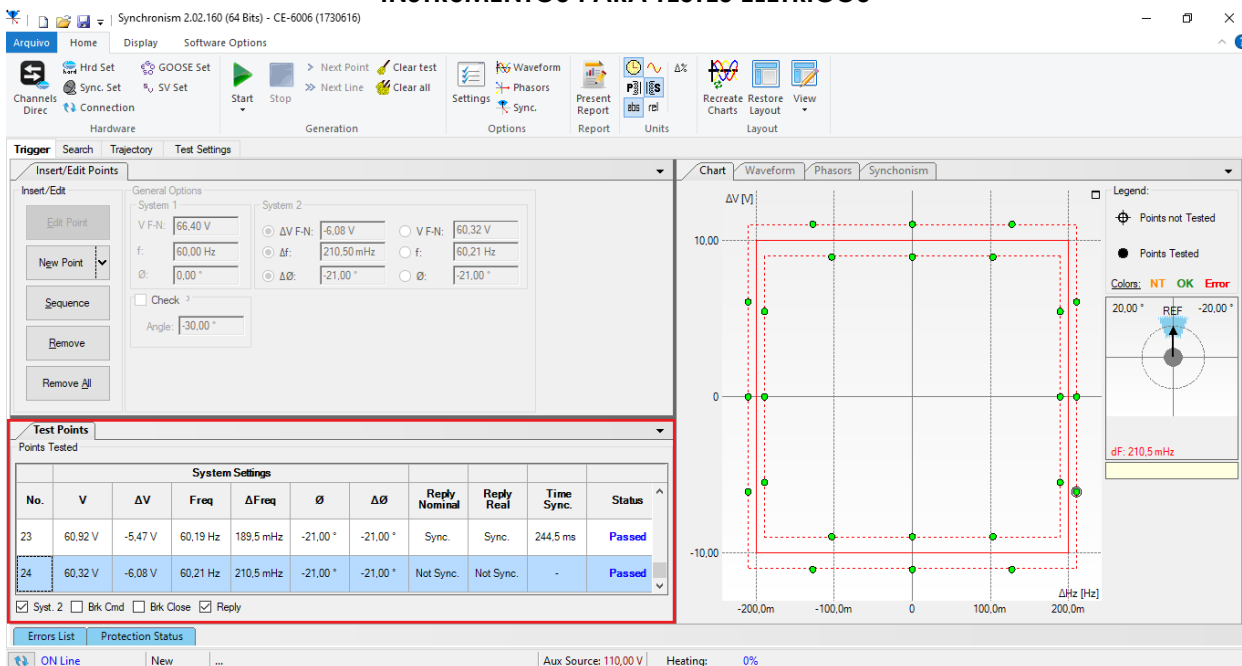 INSTRUMENTOS PARA TESTES ELÉTRICOS
Synchronism 2.02.160 (64 Bits) - CE-6006 (1730616)
Arquivo Home Display Software Options
Hrd Set GOOSE Set
Sync. Set SV Set
Connection
Channels Direc
Start Stop
Next Point Clear test
Next Line Clear all
Settings
Waveform
Phasors
Sync.
Present Report
abs rel
Δ%
Recreate Charts
Restore Layout
View
Hardware Generation Options Report Units Layout
Trigger Search Trajectory Test Settings
Insert/Edit Points
Insert/Edit
Edit Point
New Point
Sequence
Remove
Remove All
General Options
System 1
V F-N: 66,40 V
f: 60,00 Hz
Ø: 0,00 °
System 2
ΔV F-N: -6,08 V V F-N: 60,32 V
Δf: 210,50 mHz f: 60,21 Hz
ΔØ: -21,00 ° Ø: -21,00 °
Check ³
Angle: -30,00 °
Test Points
Points Tested
System Settings
No. V ΔV Freq ΔFreq Ø ΔØ Reply Nominal Reply Real Time Sync. Status
23 60,92 V -5,47 V 60,19 Hz 189,5 mHz -21,00 ° -21,00 ° Sync. Sync. 244,5 ms Passed
24 60,32 V -6,08 V 60,21 Hz 210,5 mHz -21,00 ° -21,00 ° Not Sync. Not Sync. - Passed
Syst. 2 Brk Cmd Brk Close Reply
Chart Waveform Phasors Synchonism
ΔV [V]
10,00
0
-10,00
-200,0m -100,0m 0 100,0m 200,0m
ΔHz [Hz]
Legend:
Points not Tested
Points Tested
Colors: NT OK Error
20,00 ° REF -20,00 °
dF: 210,5 mHz
Errors List Protection Status
ON Line New ... Aux Source: 110,00 V Heating: 0%